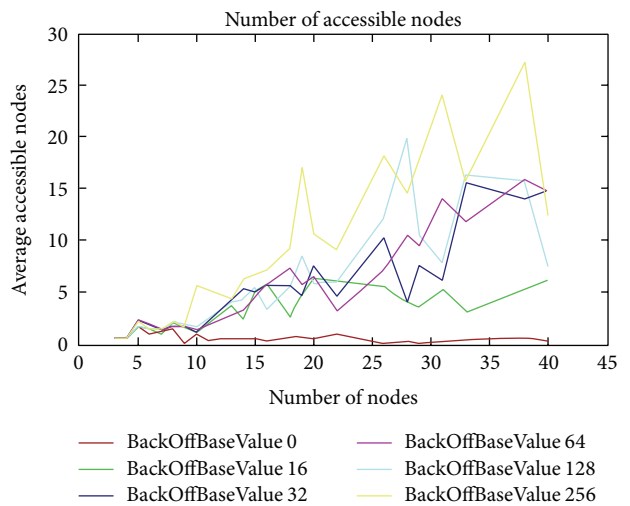 Number of accessible nodes
Average accessible nodes
30
25
20
15
10
5
0
0 5 10 15 20 25 30 35 40 45
Number of nodes
BackOffBaseValue 0
BackOffBaseValue 16
BackOffBaseValue 32
BackOffBaseValue 64
BackOffBaseValue 128
BackOffBaseValue 256